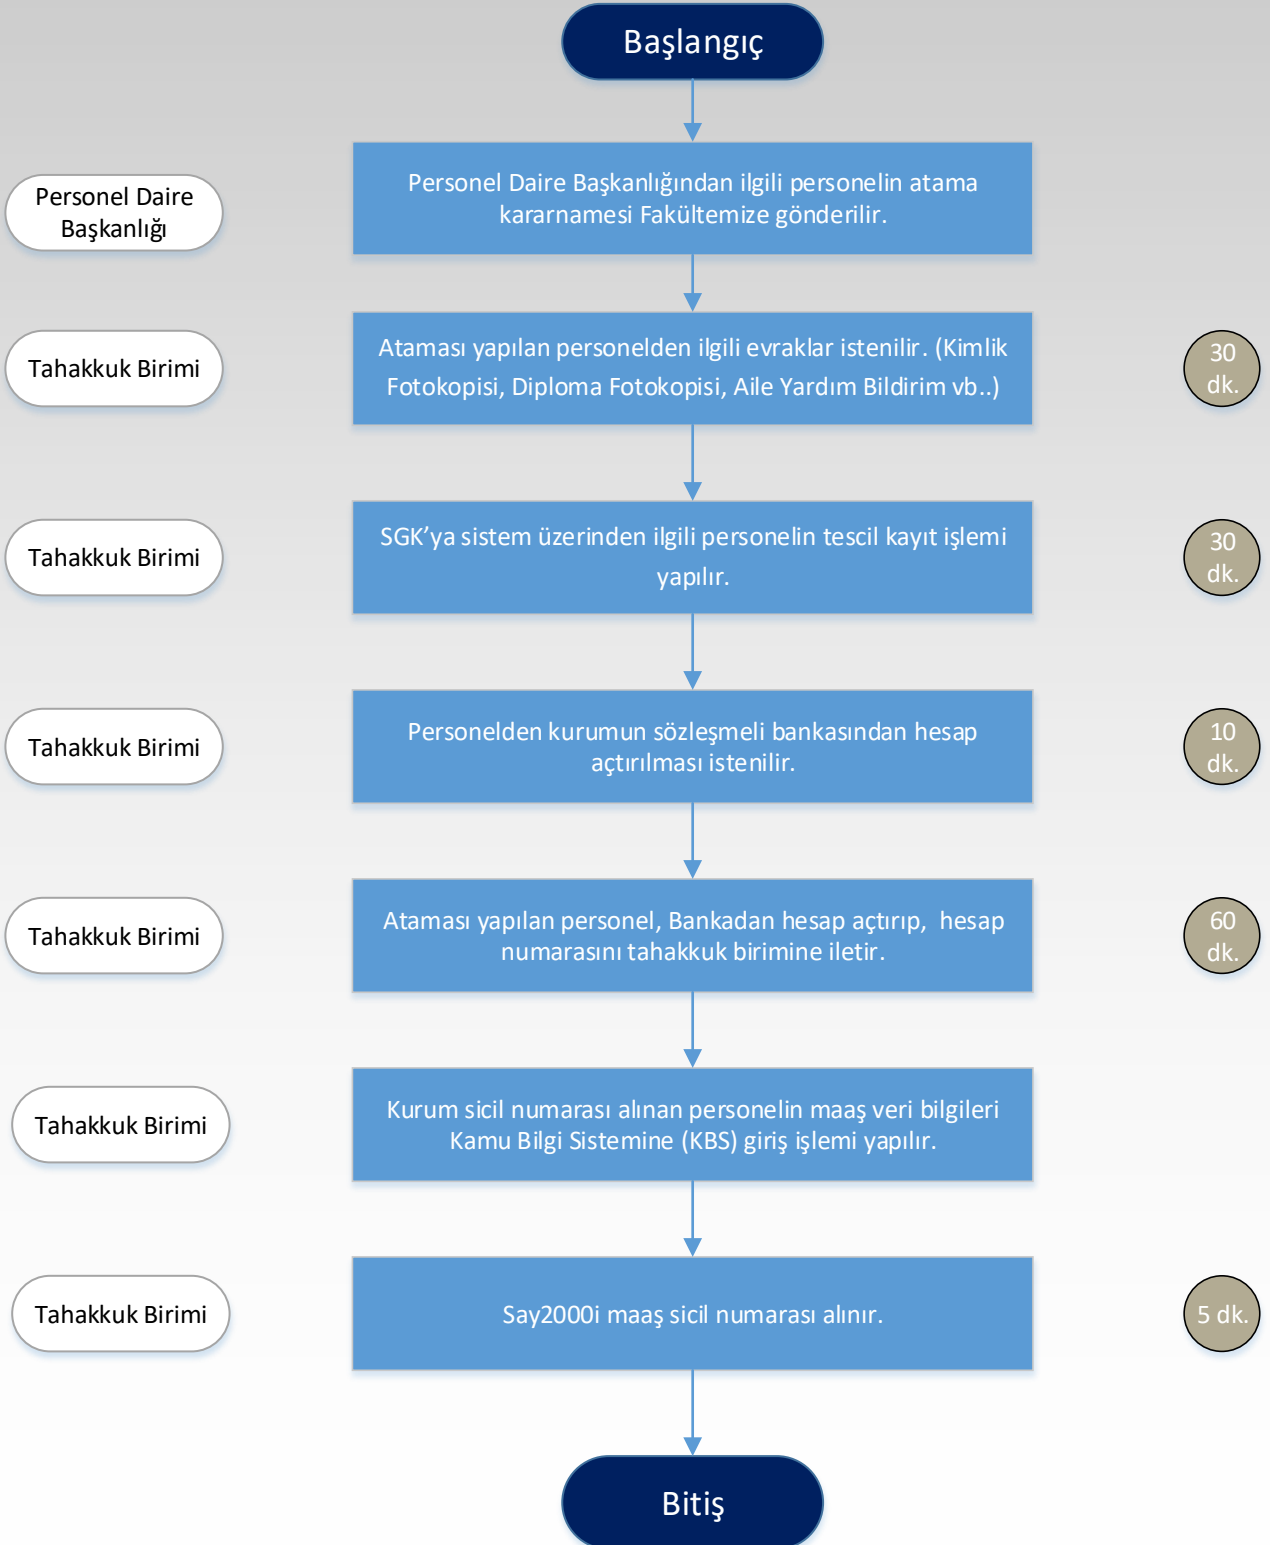 Başlangıç
Personel Daire
Başkanlığı
Personel Daire Başkanlığından ilgili personelin atama
kararnamesi Fakültemize gönderilir.
Tahakkuk Birimi
Ataması yapılan personelden ilgili evraklar istenilir. (Kimlik
Fotokopisi, Diploma Fotokopisi, Aile Yardım Bildirim vb..)
30
dk.
Tahakkuk Birimi
SGK’ya sistem üzerinden ilgili personelin tescil kayıt işlemi
yapılır.
30
dk.
Tahakkuk Birimi
Personelden kurumun sözleşmeli bankasından hesap
açtırılması istenilir.
10
dk.
Tahakkuk Birimi
Ataması yapılan personel, Bankadan hesap açtırıp, hesap
numarasını tahakkuk birimine iletir.
60
dk.
Tahakkuk Birimi
Kurum sicil numarası alınan personelin maaş veri bilgileri
Kamu Bilgi Sistemine (KBS) giriş işlemi yapılır.
Tahakkuk Birimi
Say2000i maaş sicil numarası alınır.
5 dk.
Bitiş